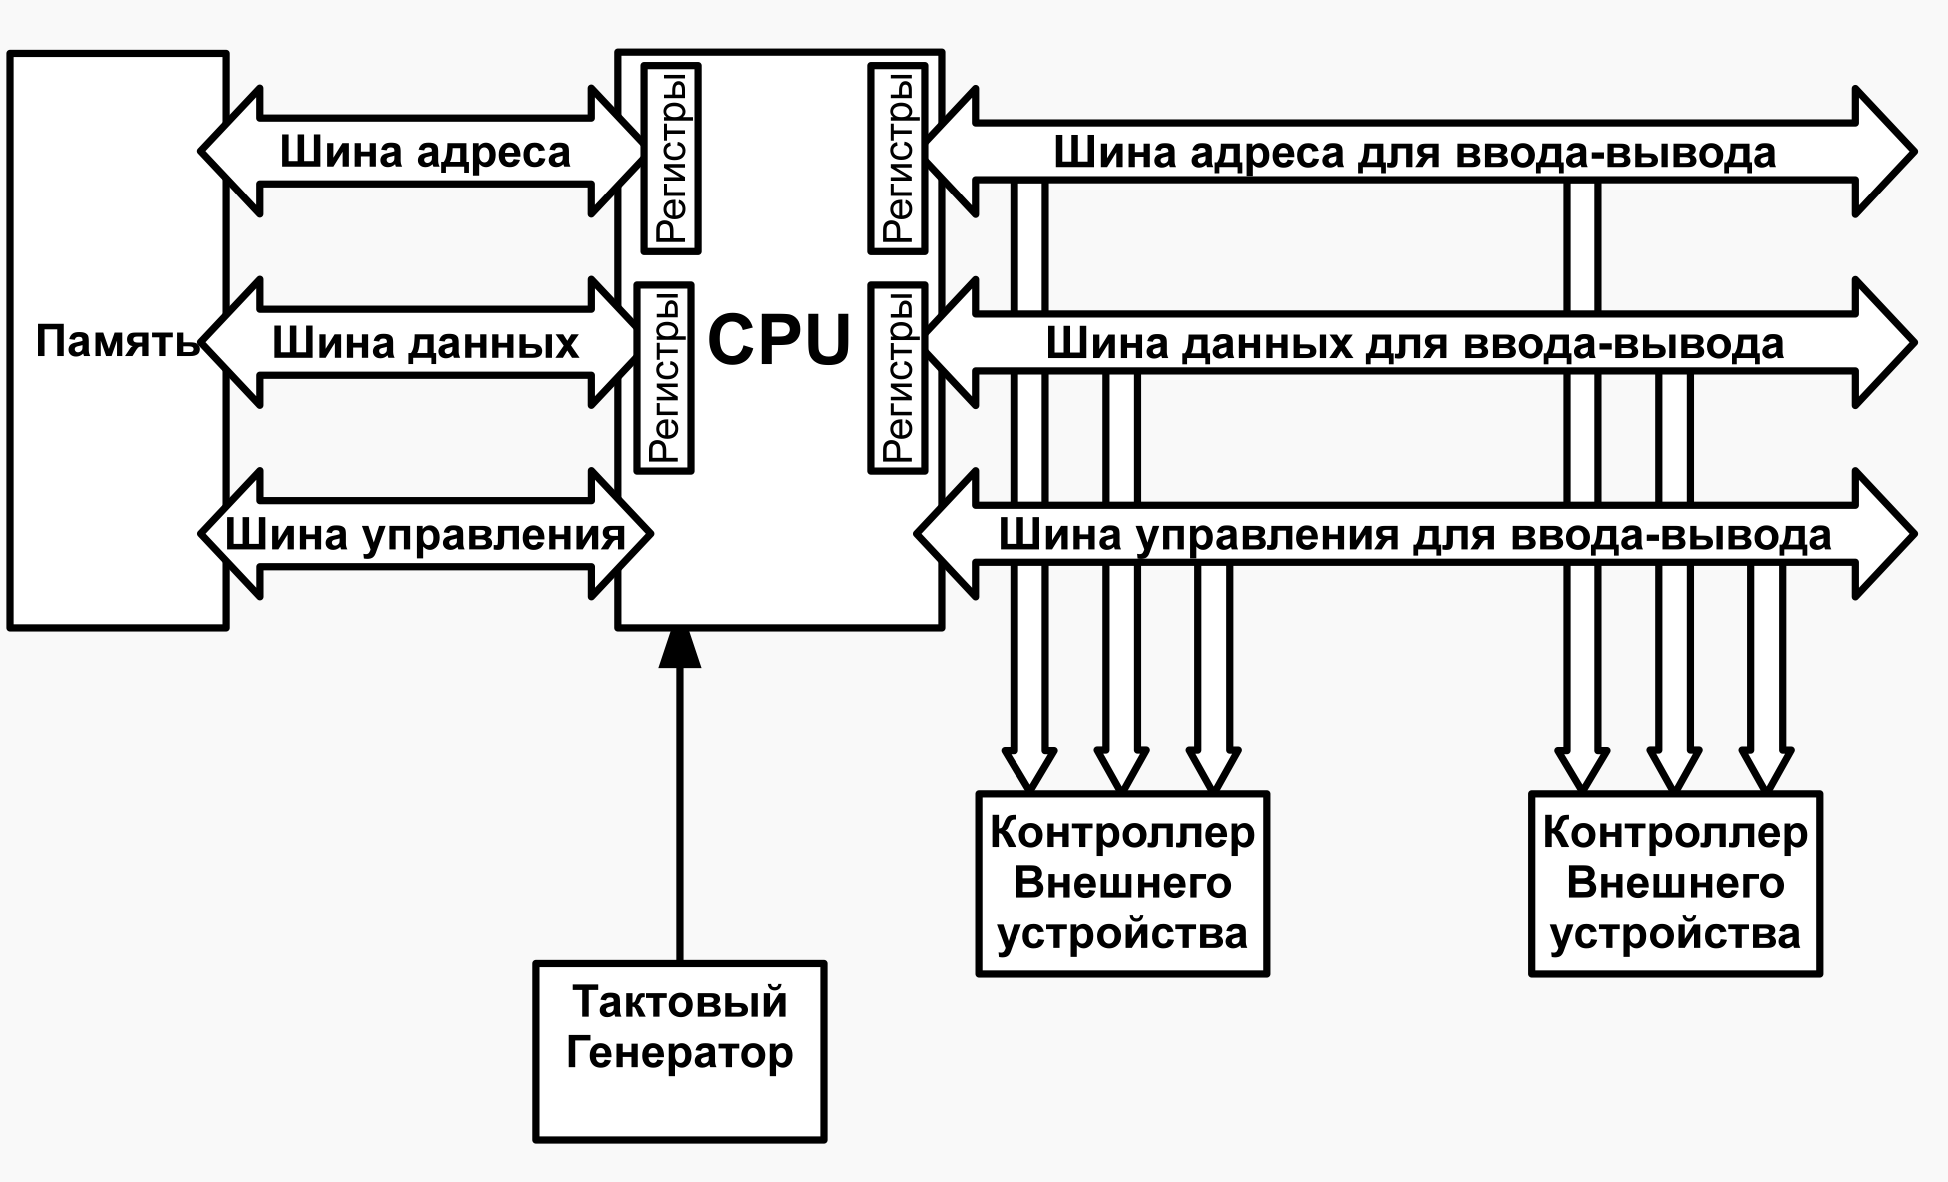 Регистры
Регистры
Шина адреса
Шина адреса для ввода-вывода
Память
Шина данных
Регистры
CPU
Регистры
Шина данных для ввода-вывода
Шина управления
Шина управления для ввода-вывода
Контроллер
Внешнего
устройства
Контроллер
Внешнего
устройства
Тактовый
Генератор